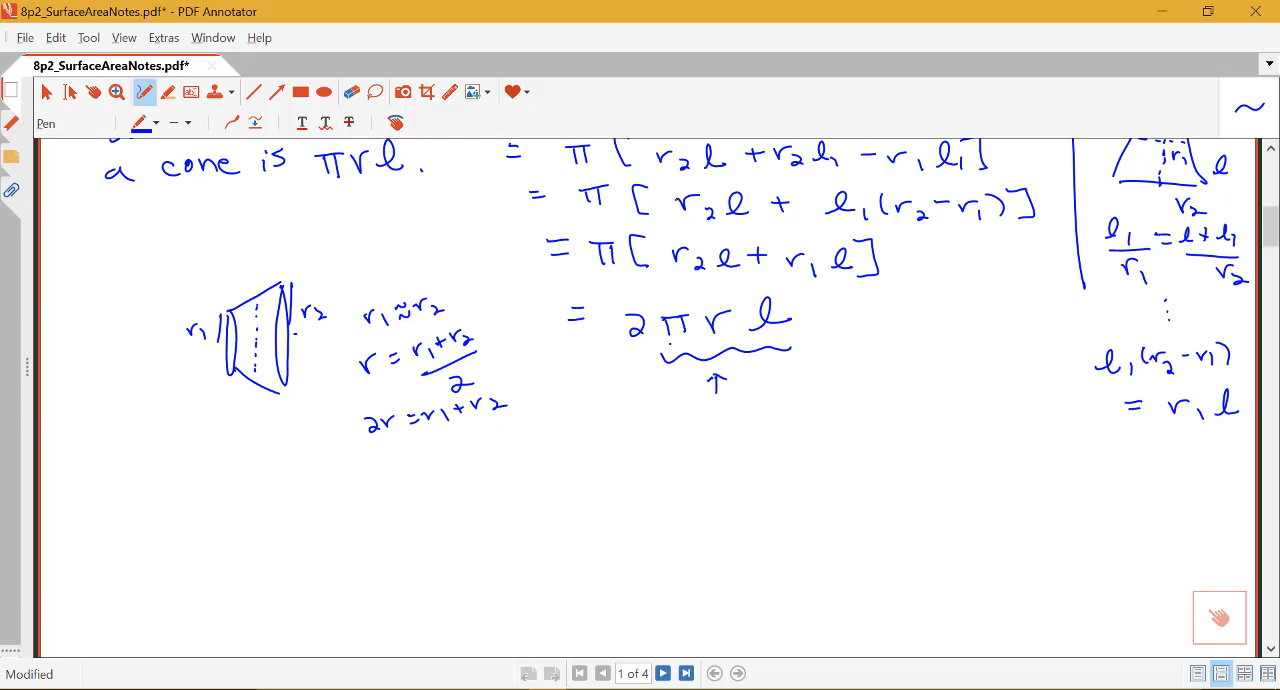 8p2_SurfaceAreaNotes.pdf* - PDF Annotator
File Edit Tool View Extras Window Help
8p2_SurfaceAreaNotes.pdf*
Pen
a cone is πrl.
= π [ r₂l + r₂l₁ - r₁l₁]
= π [ r₂l + l₁(r₂-r₁)]
= π [ r₂l + r₁l]
= 2πrl
↑
r₁
r₂
r₁ ≈ r₂
r = (r₁+r₂)/2
2r = r₁+r₂
r₁
l
r₂
l₁/r₁ = (l+l₁)/r₂
⋮
l₁(r₂-r₁)
= r₁l
Modified
1 of 4